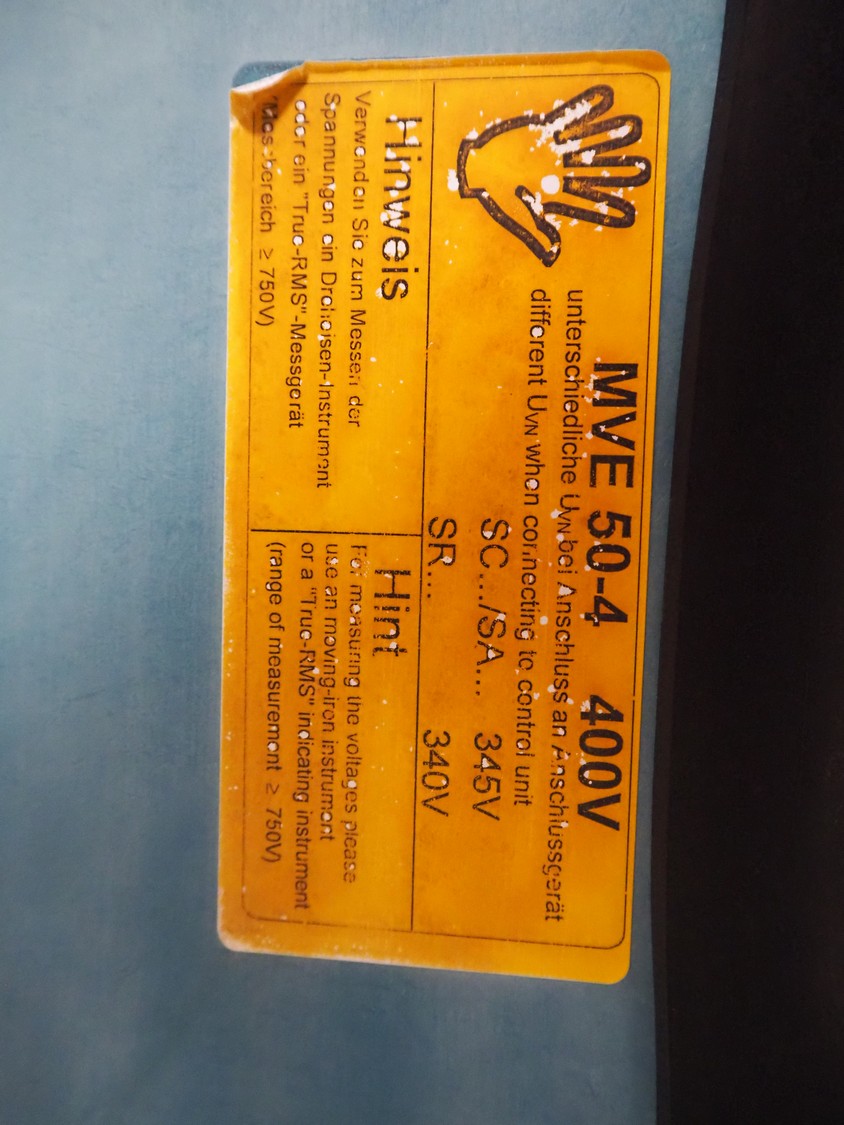 MVE 50-4 400V
unterschiedliche UVN bei Anschluss an Anschlussgerät
different UVN when connecting to control unit
SC.../SA... 345V
SR... 340V
Hinweis
Verwenden Sie zum Messen der
Spannungen ein Dreheisen-Instrument
oder ein "True-RMS"-Messgerät
≥ 750V)
Hint
For measuring the voltages please
use an moving-iron instrument
or a "True-RMS" indicating instrument
(range of measurement ≥ 750V)